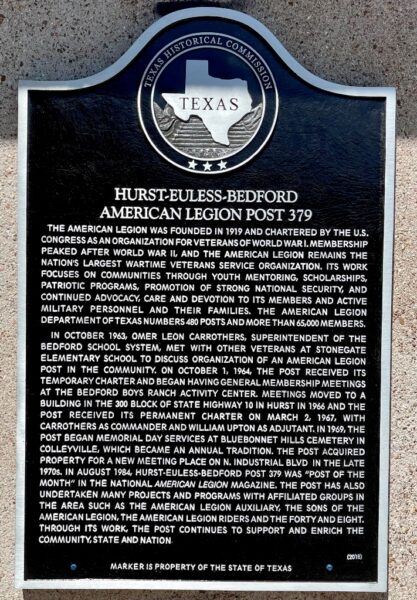 TEXAS HISTORICAL COMMISSION
TEXAS
HURST-EULESS-BEDFORD
AMERICAN LEGION POST 379
THE AMERICAN LEGION WAS FOUNDED IN 1919 AND CHARTERED BY THE U.S.
CONGRESS AS AN ORGANIZATION FOR VETERANS OF WORLD WAR I. MEMBERSHIP
PEAKED AFTER WORLD WAR II, AND THE AMERICAN LEGION REMAINS THE
NATION'S LARGEST WARTIME VETERANS SERVICE ORGANIZATION. ITS WORK
FOCUSES ON COMMUNITIES THROUGH YOUTH MENTORING, SCHOLARSHIPS,
PATRIOTIC PROGRAMS, PROMOTION OF STRONG NATIONAL SECURITY, AND
CONTINUED ADVOCACY, CARE AND DEVOTION TO ITS MEMBERS AND ACTIVE
MILITARY PERSONNEL AND THEIR FAMILIES. THE AMERICAN LEGION
DEPARTMENT OF TEXAS NUMBERS 480 POSTS AND MORE THAN 65,000 MEMBERS.
IN OCTOBER 1963, OMER LEON CARROTHERS, SUPERINTENDENT OF THE
BEDFORD SCHOOL SYSTEM, MET WITH OTHER VETERANS AT STONEGATE
ELEMENTARY SCHOOL TO DISCUSS ORGANIZATION OF AN AMERICAN LEGION
POST IN THE COMMUNITY. ON OCTOBER 1, 1964, THE POST RECEIVED ITS
TEMPORARY CHARTER AND BEGAN HAVING GENERAL MEMBERSHIP MEETINGS
AT THE BEDFORD BOYS RANCH ACTIVITY CENTER. MEETINGS MOVED TO A
BUILDING IN THE 300 BLOCK OF STATE HIGHWAY 10 IN HURST IN 1966 AND THE
POST RECEIVED ITS PERMANENT CHARTER ON MARCH 2, 1967, WITH
CARROTHERS AS COMMANDER AND WILLIAM UPTON AS ADJUTANT. IN 1969, THE
POST BEGAN MEMORIAL DAY SERVICES AT BLUEBONNET HILLS CEMETERY IN
COLLEYVILLE, WHICH BECAME AN ANNUAL TRADITION. THE POST ACQUIRED
PROPERTY FOR A NEW MEETING PLACE ON N. INDUSTRIAL BLVD IN THE LATE
1970s. IN AUGUST 1984, HURST-EULESS-BEDFORD POST 379 WAS "POST OF THE
MONTH" IN THE NATIONAL AMERICAN LEGION MAGAZINE. THE POST HAS ALSO
UNDERTAKEN MANY PROJECTS AND PROGRAMS WITH AFFILIATED GROUPS IN
THE AREA SUCH AS THE AMERICAN LEGION AUXILIARY, THE SONS OF THE
AMERICAN LEGION, THE AMERICAN LEGION RIDERS AND THE FORTY AND EIGHT.
THROUGH ITS WORK, THE POST CONTINUES TO SUPPORT AND ENRICH THE
COMMUNITY, STATE AND NATION.
(2018)
MARKER IS PROPERTY OF THE STATE OF TEXAS